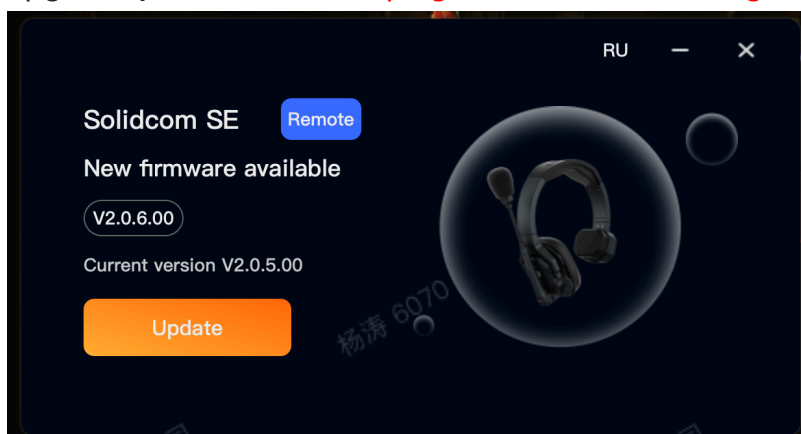 RU
Solidcom SE
Remote
New firmware available
V2.0.6.00
Current version V2.0.5.00
Update
杨涛 6070